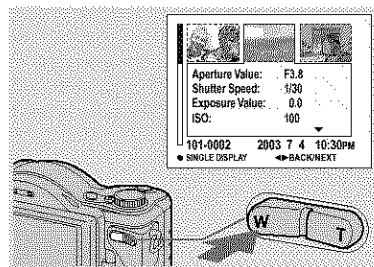 Aperture Value: F3.8
Shutter Speed: 1/30
Exposure Value: 0.0
ISO: 100
101-0002 2003 7 4 10:30PM
● SINGLE DISPLAY ◀▶BACK/NEXT
W T